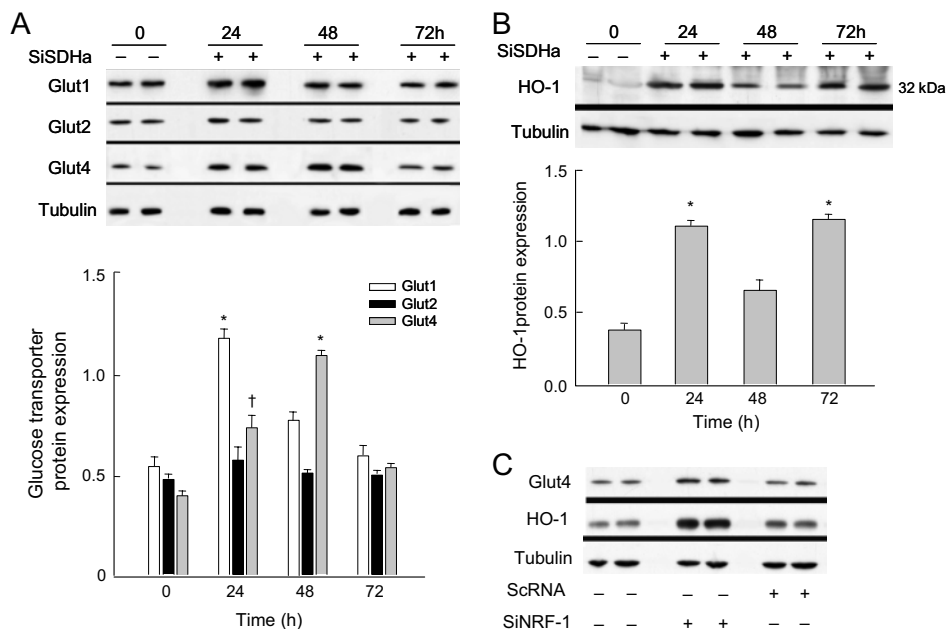 A
0 24 48 72h
SiSDHa – – + + + + + +
Glut1
Glut2
Glut4
Tubulin
1.5
1.0
0.5
0
Glucose transporter
protein expression
Glut1
Glut2
Glut4
*
†
*
0 24 48 72
Time (h)
B
0 24 48 72h
SiSDHa – – + + + + + +
HO-1 32 kDa
Tubulin
1.5
1.0
0.5
0.0
HO-1protein expression
* *
0 24 48 72
Time (h)
C
Glut4
HO-1
Tubulin
ScRNA – – – – + +
SiNRF-1 – – + + – –